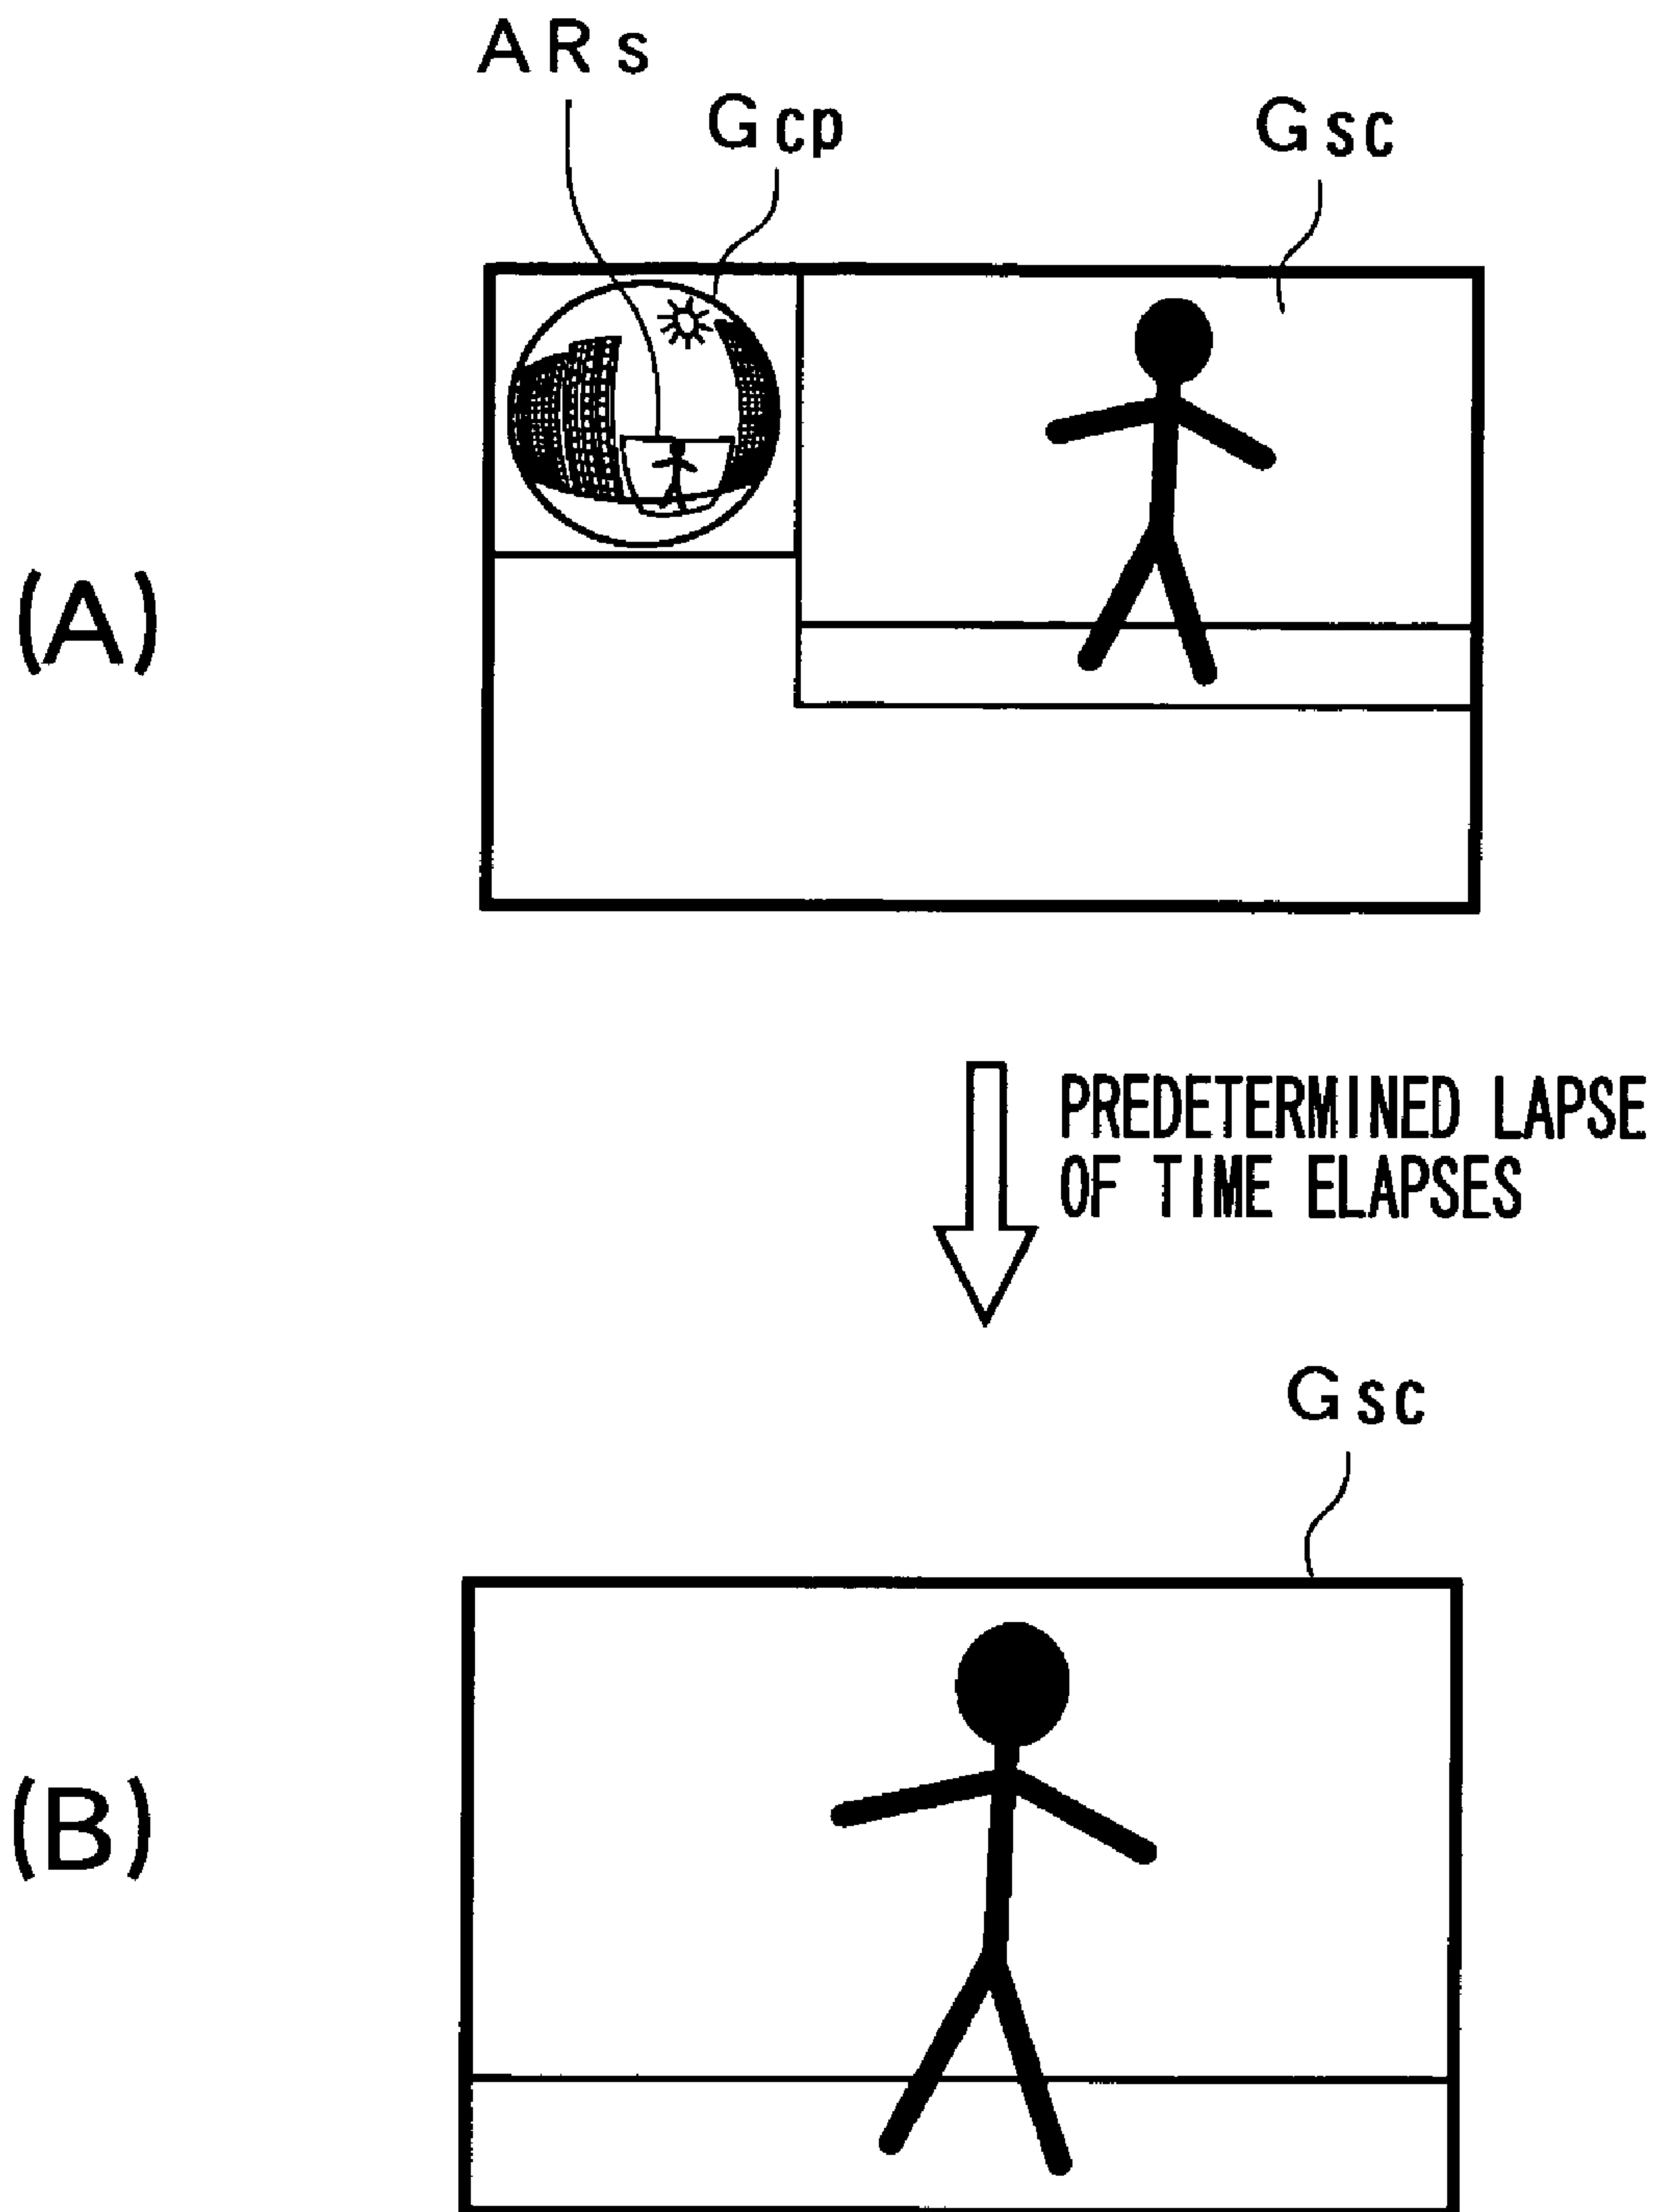 ARs
Gcp
Gsc
(A)
PREDETERMINED LAPSE
OF TIME ELAPSES
Gsc
(B)